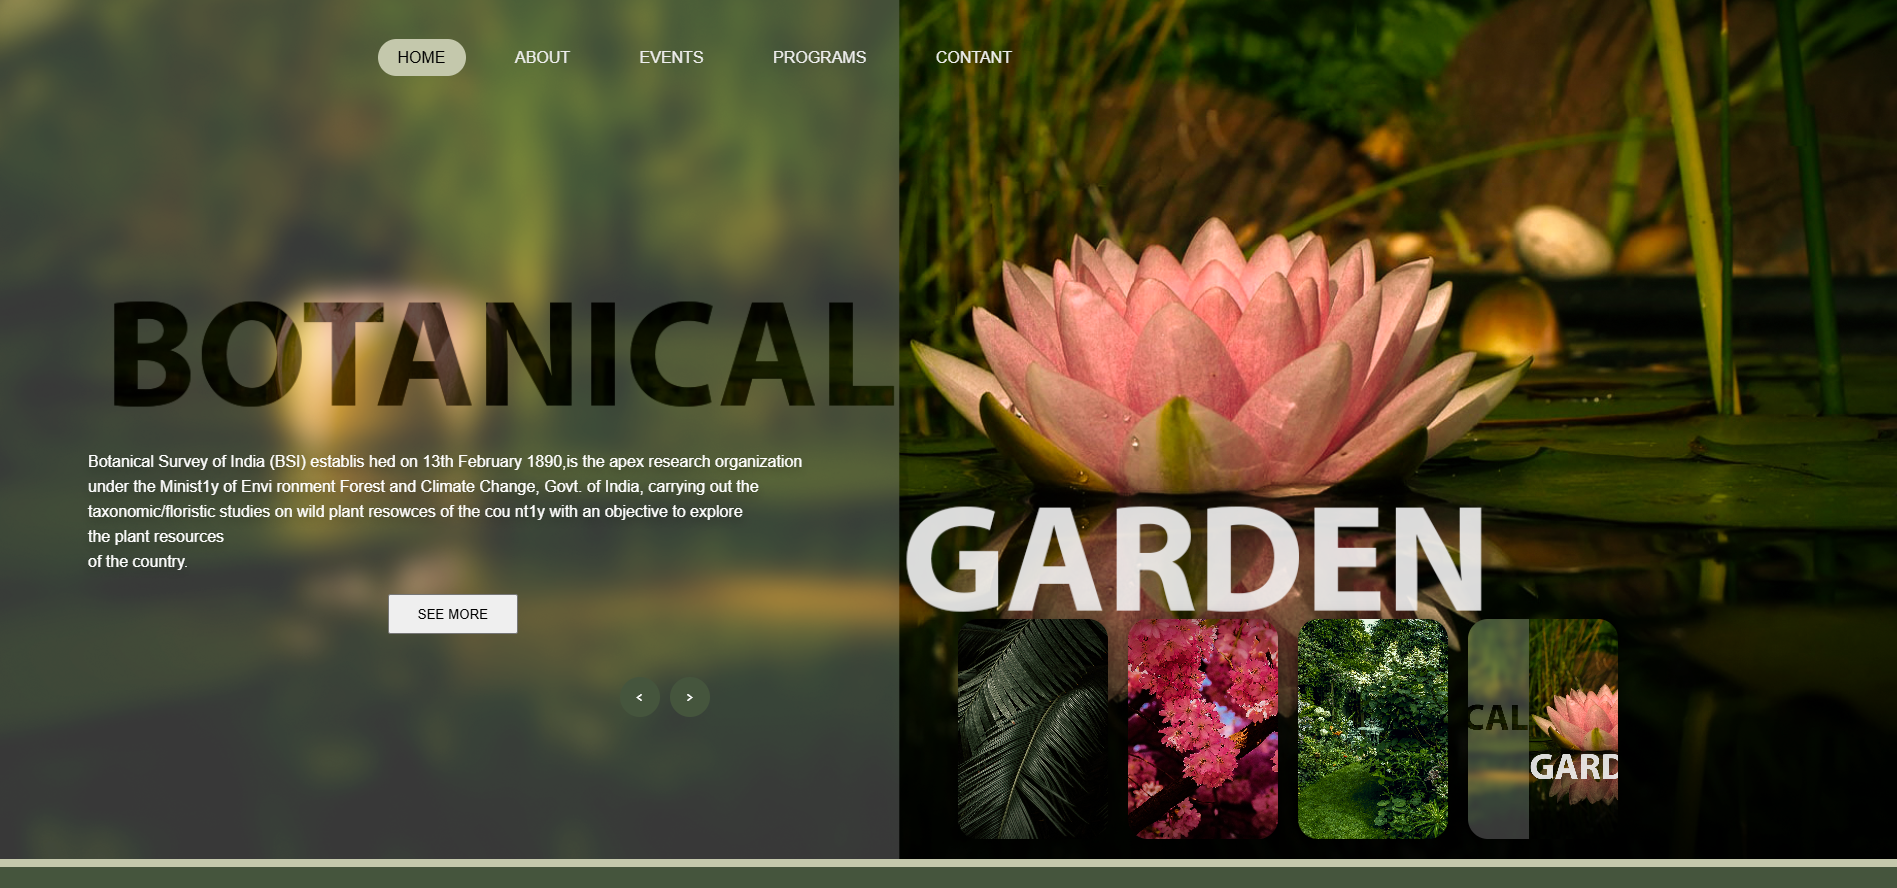 HOME ABOUT EVENTS PROGRAMS CONTANT
BOTANICAL
Botanical Survey of India (BSI) establis hed on 13th February 1890,is the apex research organization
under the Minist1y of Envi ronment Forest and Climate Change, Govt. of India, carrying out the
taxonomic/floristic studies on wild plant resowces of the cou nt1y with an objective to explore
the plant resources
of the country.
SEE MORE
< >
GARDEN
CAL
GARD